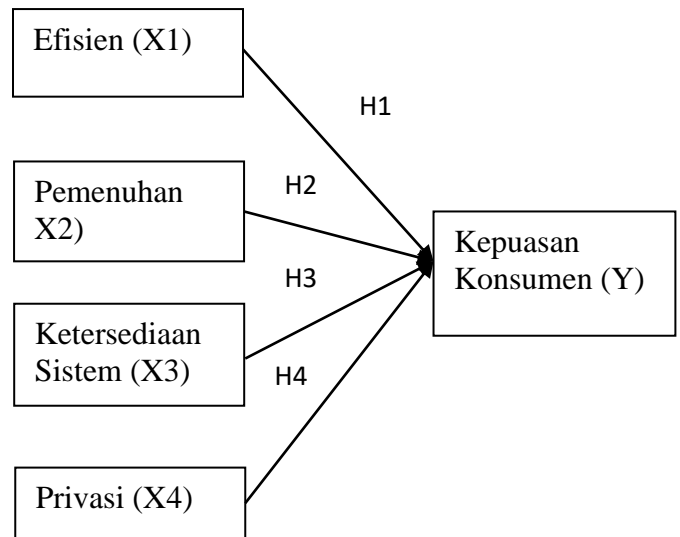 Efisien (X1)
H1
Pemenuhan
X2)
H2
Kepuasan
Konsumen (Y)
H3
Ketersediaan
Sistem (X3)
H4
Privasi (X4)